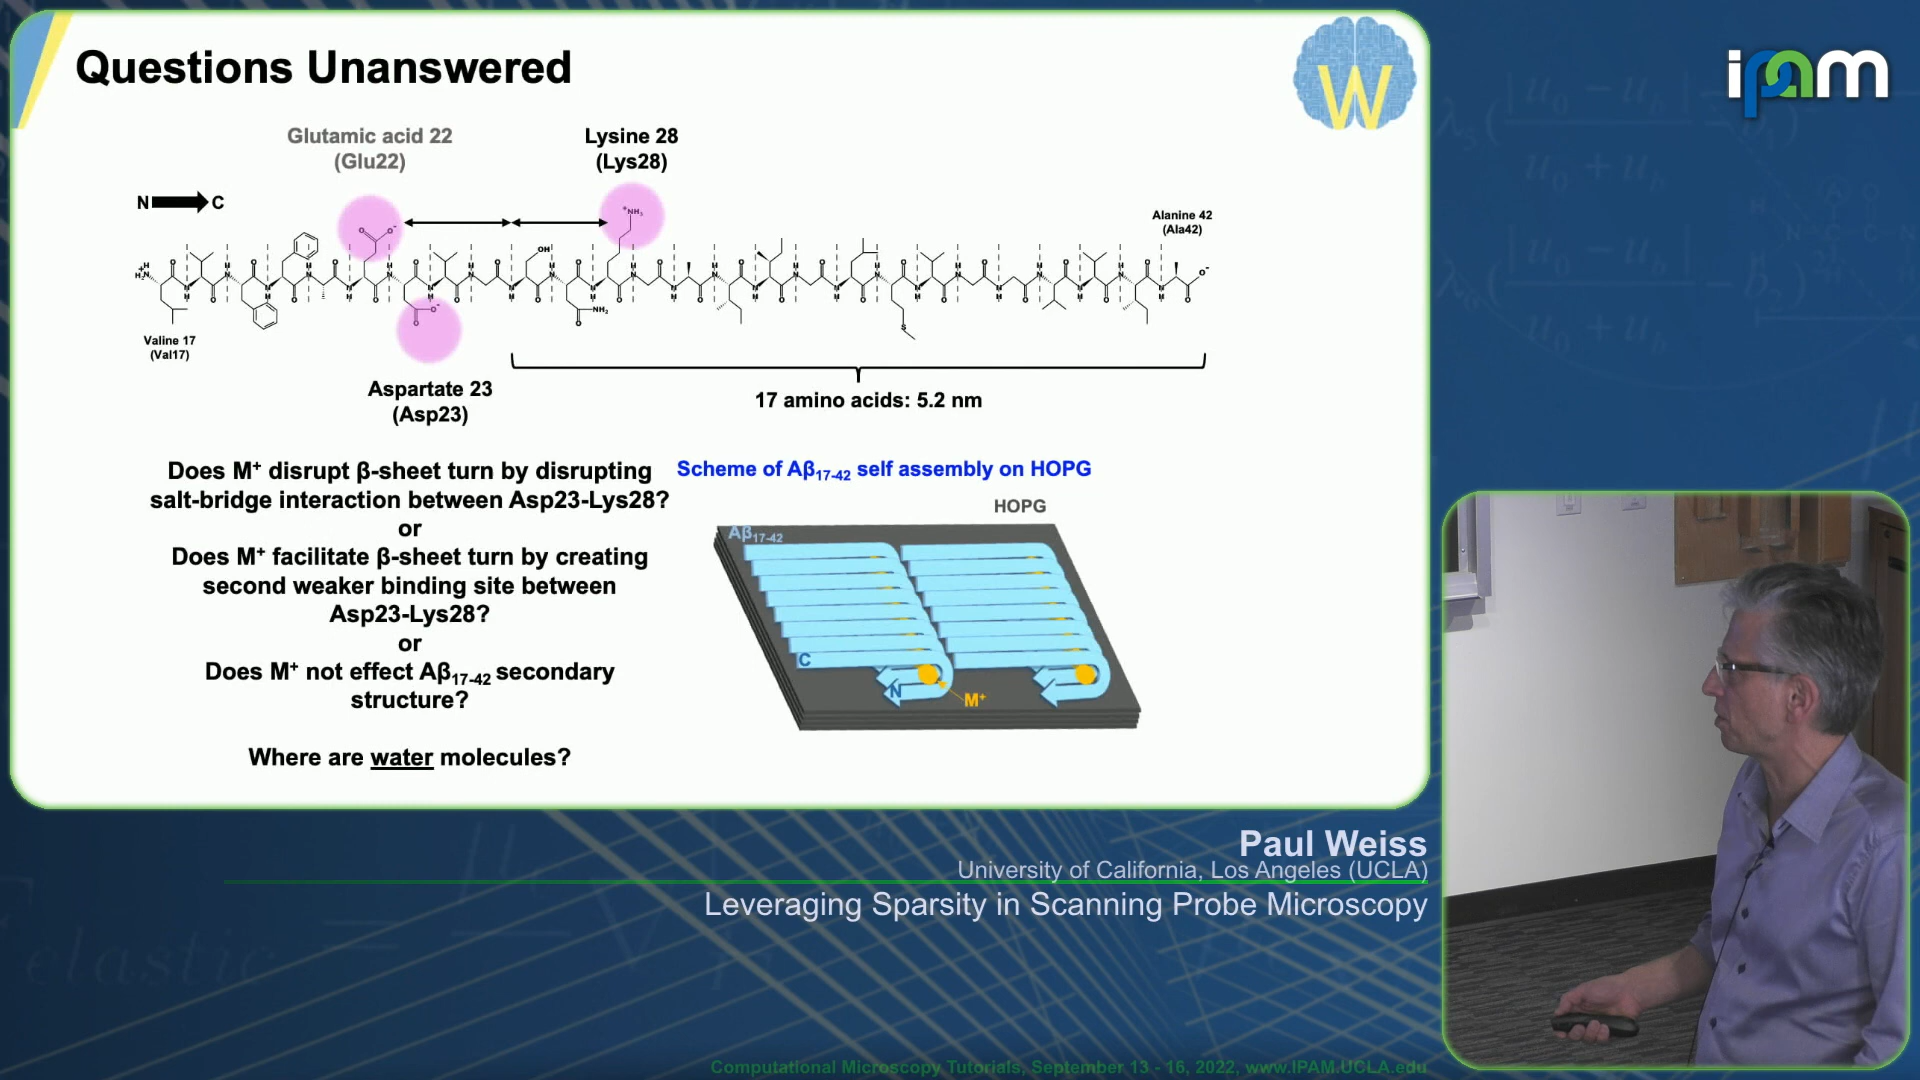 Questions Unanswered
W
ipam
Glutamic acid 22
(Glu22)
Lysine 28
(Lys28)
N
C
Alanine 42
(Ala42)
Valine 17
(Val17)
Aspartate 23
(Asp23)
17 amino acids: 5.2 nm
Does M⁺ disrupt β-sheet turn by disrupting
salt-bridge interaction between Asp23-Lys28?
or
Does M⁺ facilitate β-sheet turn by creating
second weaker binding site between
Asp23-Lys28?
or
Does M⁺ not effect Aβ₁₇₋₄₂ secondary
structure?
Where are water molecules?
Scheme of Aβ₁₇₋₄₂ self assembly on HOPG
HOPG
Aβ₁₇₋₄₂
C
N
M⁺
Paul Weiss
University of California, Los Angeles (UCLA)
Leveraging Sparsity in Scanning Probe Microscopy
Computational Microscopy Tutorials, September 13 - 16, 2022, www.IPAM.UCLA.edu
elastic